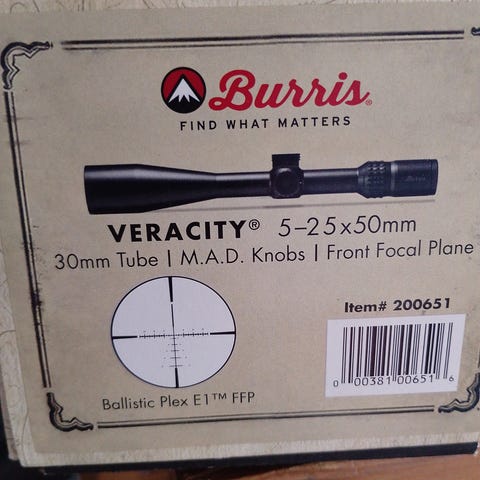 Burris®
FIND WHAT MATTERS
VERACITY® 5–25x50mm
30mm Tube | M.A.D. Knobs | Front Focal Plane
Item# 200651
Ballistic Plex E1™ FFP
0 00381 00651 6